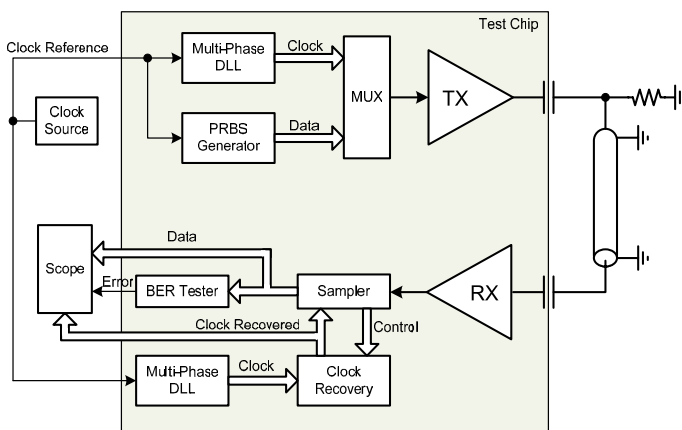 Test Chip
Clock Reference
Multi-Phase
DLL
Clock
MUX
TX
Clock
Source
PRBS
Generator
Data
Data
Scope
Error
BER Tester
Sampler
RX
Clock Recovered
Control
Multi-Phase
DLL
Clock
Clock
Recovery